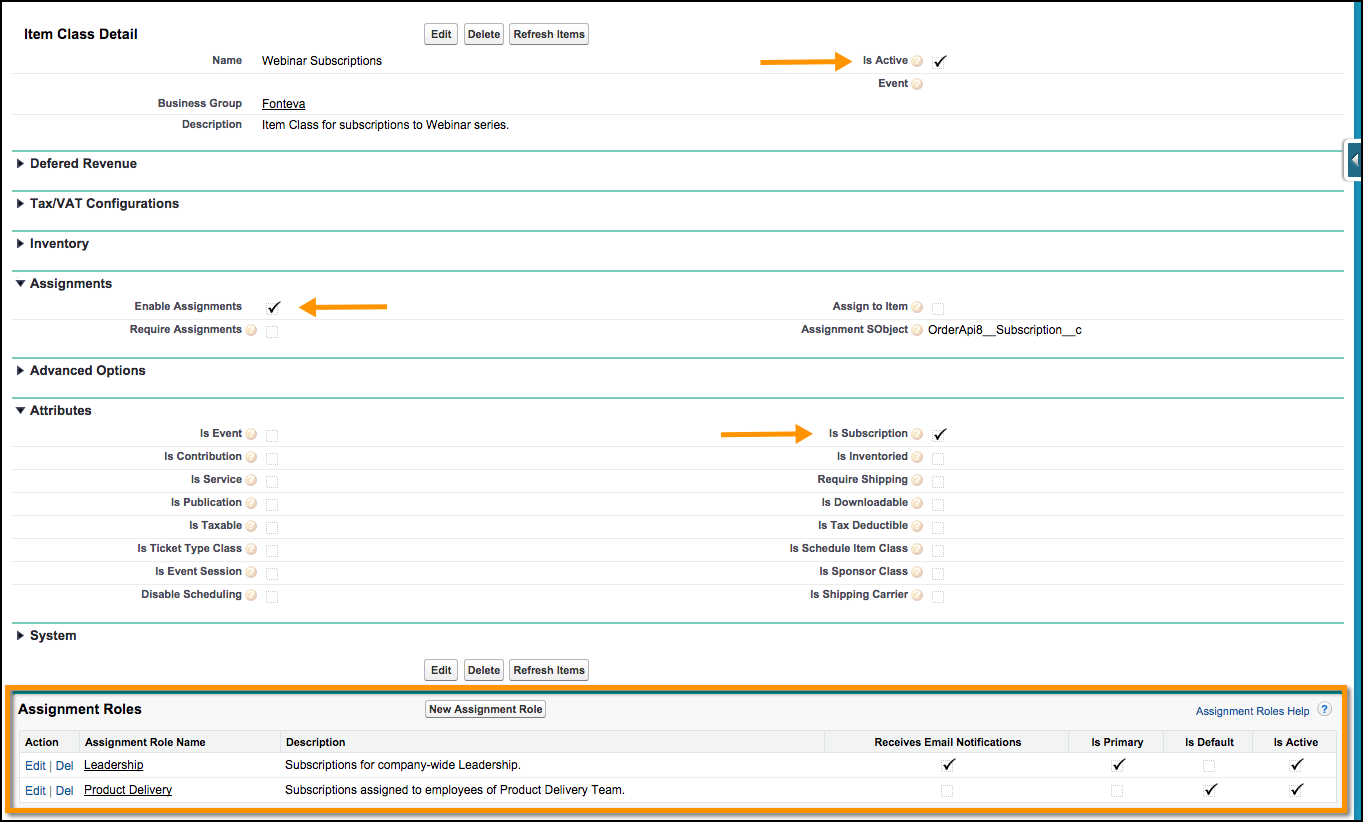 Item Class Detail Edit Delete Refresh Items
Name Webinar Subscriptions Is Active ?
Event ?
Business Group Fonteva
Description Item Class for subscriptions to Webinar series.
Defered Revenue
Tax/VAT Configurations
Inventory
Assignments
Enable Assignments Assign to Item ?
Require Assignments ? Assignment SObject ? OrderApi8__Subscription__c
Advanced Options
Attributes
Is Event ? Is Subscription ?
Is Contribution ? Is Inventoried ?
Is Service ? Require Shipping ?
Is Publication ? Is Downloadable ?
Is Taxable ? Is Tax Deductible ?
Is Ticket Type Class ? Is Schedule Item Class ?
Is Event Session ? Is Sponsor Class ?
Disable Scheduling ? Is Shipping Carrier ?
System
Edit Delete Refresh Items
Assignment Roles New Assignment Role Assignment Roles Help ?
Action Assignment Role Name Description Receives Email Notifications Is Primary Is Default Is Active
Edit | Del Leadership Subscriptions for company-wide Leadership.
Edit | Del Product Delivery Subscriptions assigned to employees of Product Delivery Team.